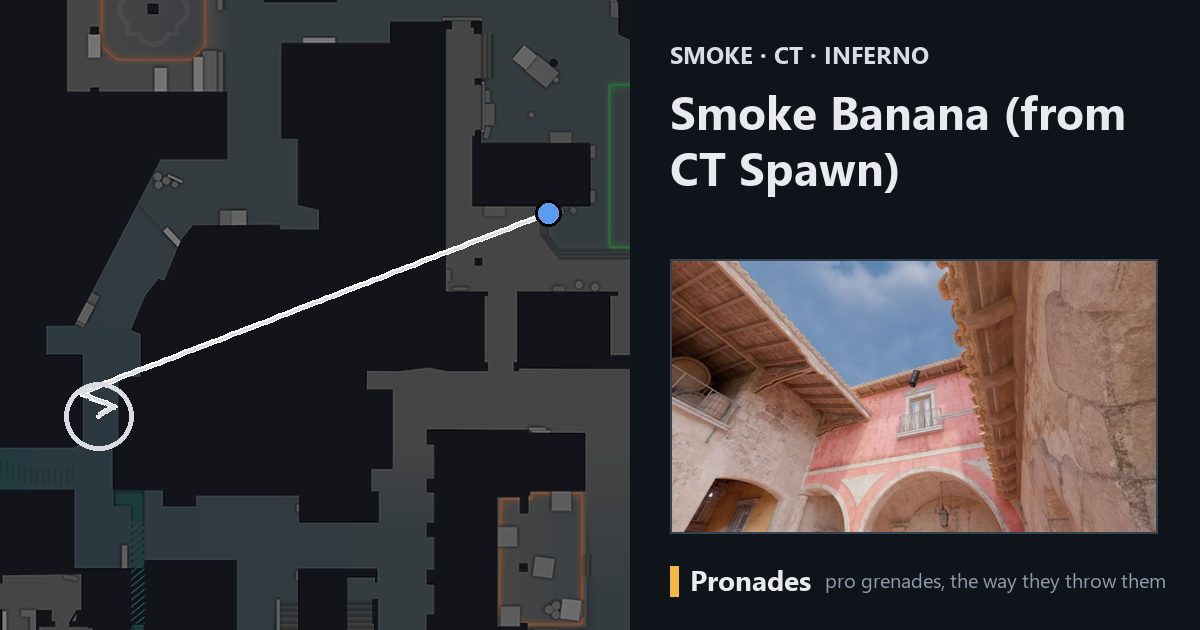 SMOKE · CT · INFERNO
Smoke Banana (from
CT Spawn)
Pronades pro grenades, the way they throw them